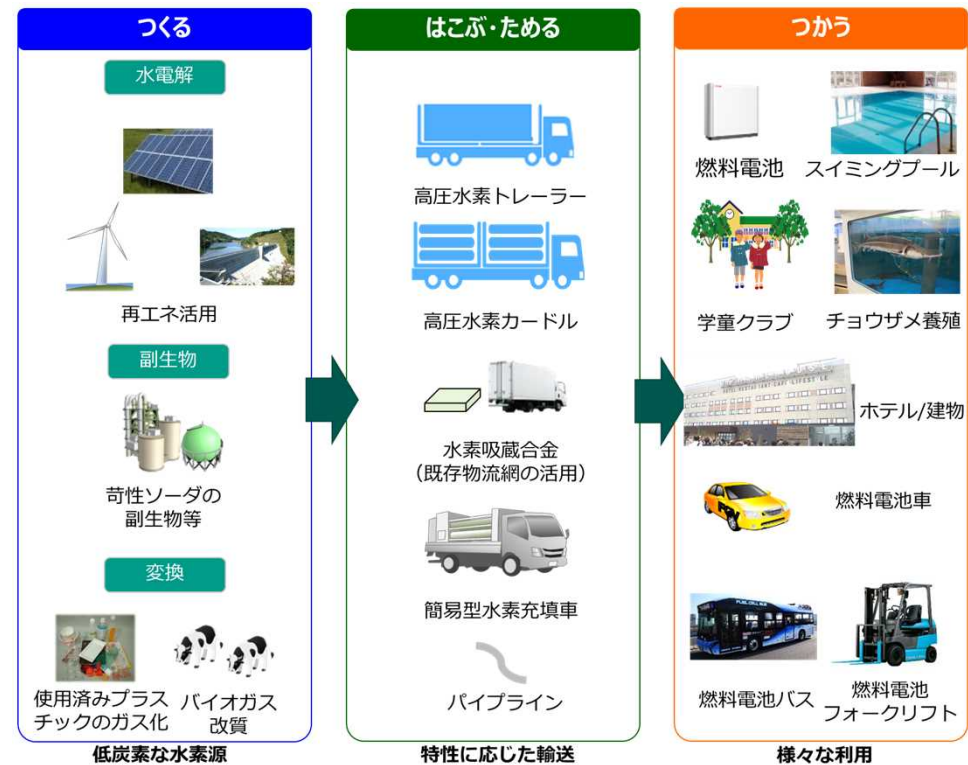 つくる
水電解
再エネ活用
副生物
苛性ソーダの
副生物等
変換
使用済みプラス
チックのガス化
バイオガス
改質
低炭素な水素源
はこぶ・ためる
高圧水素トレーラー
高圧水素カードル
水素吸蔵合金
（既存物流網の活用）
簡易型水素充填車
パイプライン
特性に応じた輸送
つかう
燃料電池
スイミングプール
学童クラブ
チョウザメ養殖
ホテル/建物
燃料電池車
FUEL CELL BUS
燃料電池バス
燃料電池
フォークリフト
様々な利用